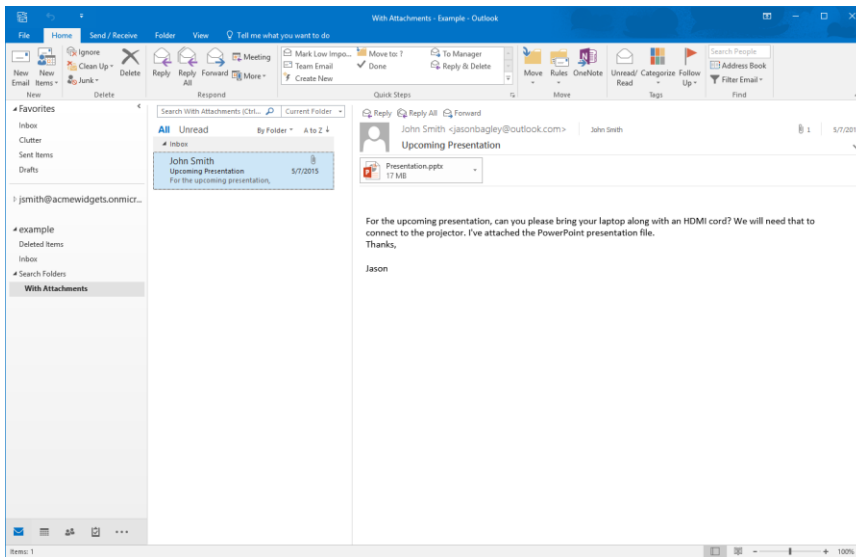 With Attachments - Example - Outlook
File Home Send / Receive Folder View Tell me what you want to do
New Email
New Items
Ignore
Clean Up
Junk
Delete
Reply
Reply All
Forward
Meeting
More
Mark Low Impo...
Team Email
Create New
Move to: ?
Done
To Manager
Reply & Delete
Move
Rules
OneNote
Unread/ Read
Categorize
Follow Up
Search People
Address Book
Filter Email
New Delete Respond Quick Steps Move Tags Find
Favorites
Inbox
Clutter
Sent Items
Drafts
jsmith@acmewidgets.onmicr...
example
Deleted Items
Inbox
Search Folders
With Attachments
Search With Attachments (Ctrl... Current Folder
All Unread By Folder A to Z
Inbox
John Smith
Upcoming Presentation 5/7/2015
For the upcoming presentation,
Reply Reply All Forward
John Smith <jasonbagley@outlook.com> John Smith 1 5/7/201
Upcoming Presentation
Presentation.pptx
17 MB
For the upcoming presentation, can you please bring your laptop along with an HDMI cord? We will need that to
connect to the projector. I've attached the PowerPoint presentation file.
Thanks,
Jason
Items: 1 100%